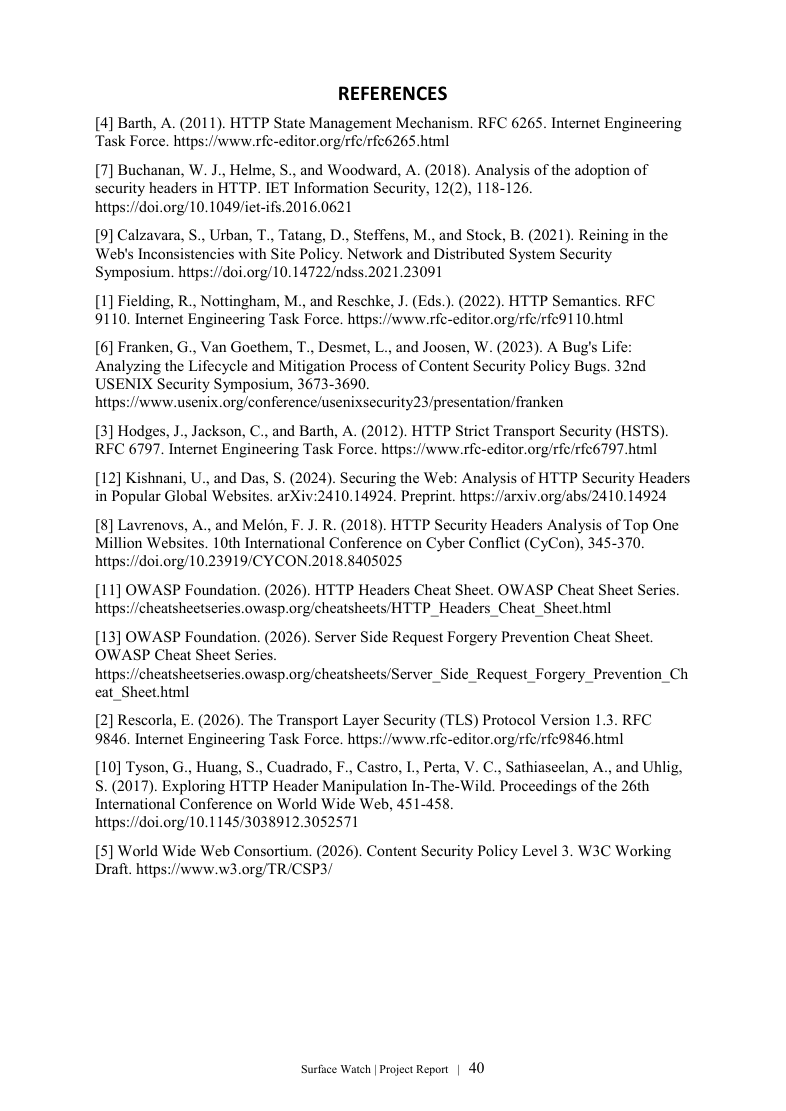 REFERENCES
[4] Barth, A. (2011). HTTP State Management Mechanism. RFC 6265. Internet Engineering
Task Force. https://www.rfc-editor.org/rfc/rfc6265.html
[7] Buchanan, W. J., Helme, S., and Woodward, A. (2018). Analysis of the adoption of
security headers in HTTP. IET Information Security, 12(2), 118-126.
https://doi.org/10.1049/iet-ifs.2016.0621
[9] Calzavara, S., Urban, T., Tatang, D., Steffens, M., and Stock, B. (2021). Reining in the
Web's Inconsistencies with Site Policy. Network and Distributed System Security
Symposium. https://doi.org/10.14722/ndss.2021.23091
[1] Fielding, R., Nottingham, M., and Reschke, J. (Eds.). (2022). HTTP Semantics. RFC
9110. Internet Engineering Task Force. https://www.rfc-editor.org/rfc/rfc9110.html
[6] Franken, G., Van Goethem, T., Desmet, L., and Joosen, W. (2023). A Bug's Life:
Analyzing the Lifecycle and Mitigation Process of Content Security Policy Bugs. 32nd
USENIX Security Symposium, 3673-3690.
https://www.usenix.org/conference/usenixsecurity23/presentation/franken
[3] Hodges, J., Jackson, C., and Barth, A. (2012). HTTP Strict Transport Security (HSTS).
RFC 6797. Internet Engineering Task Force. https://www.rfc-editor.org/rfc/rfc6797.html
[12] Kishnani, U., and Das, S. (2024). Securing the Web: Analysis of HTTP Security Headers
in Popular Global Websites. arXiv:2410.14924. Preprint. https://arxiv.org/abs/2410.14924
[8] Lavrenovs, A., and Melón, F. J. R. (2018). HTTP Security Headers Analysis of Top One
Million Websites. 10th International Conference on Cyber Conflict (CyCon), 345-370.
https://doi.org/10.23919/CYCON.2018.8405025
[11] OWASP Foundation. (2026). HTTP Headers Cheat Sheet. OWASP Cheat Sheet Series.
https://cheatsheetseries.owasp.org/cheatsheets/HTTP_Headers_Cheat_Sheet.html
[13] OWASP Foundation. (2026). Server Side Request Forgery Prevention Cheat Sheet.
OWASP Cheat Sheet Series.
https://cheatsheetseries.owasp.org/cheatsheets/Server_Side_Request_Forgery_Prevention_Ch
eat_Sheet.html
[2] Rescorla, E. (2026). The Transport Layer Security (TLS) Protocol Version 1.3. RFC
9846. Internet Engineering Task Force. https://www.rfc-editor.org/rfc/rfc9846.html
[10] Tyson, G., Huang, S., Cuadrado, F., Castro, I., Perta, V. C., Sathiaseelan, A., and Uhlig,
S. (2017). Exploring HTTP Header Manipulation In-The-Wild. Proceedings of the 26th
International Conference on World Wide Web, 451-458.
https://doi.org/10.1145/3038912.3052571
[5] World Wide Web Consortium. (2026). Content Security Policy Level 3. W3C Working
Draft. https://www.w3.org/TR/CSP3/
Surface Watch | Project Report | 40